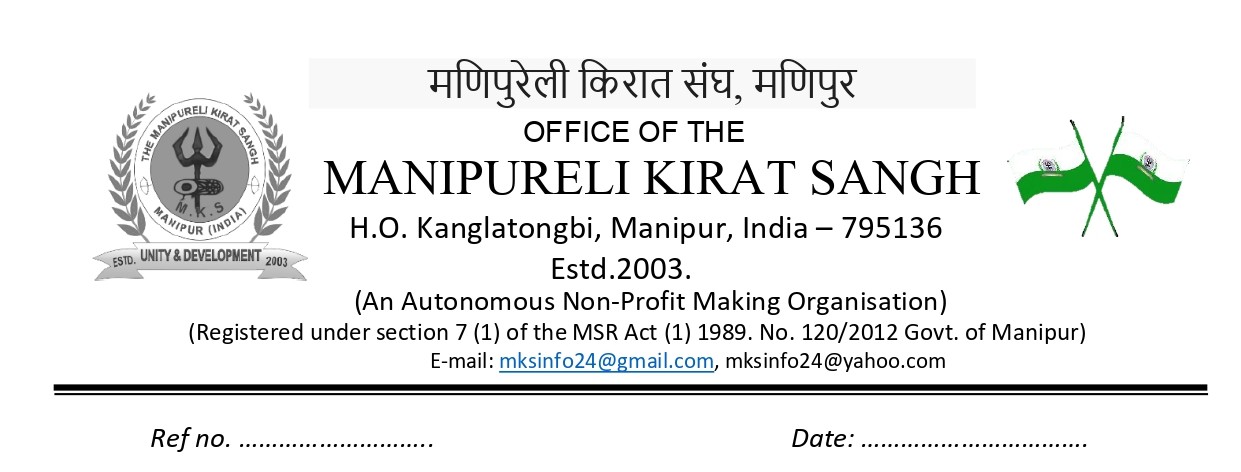 मणिपुरेली किरात संघ, मणिपुर
OFFICE OF THE
MANIPURELI KIRAT SANGH
H.O. Kanglatongbi, Manipur, India – 795136
Estd.2003.
(An Autonomous Non-Profit Making Organisation)
(Registered under section 7 (1) of the MSR Act (1) 1989. No. 120/2012 Govt. of Manipur)
E-mail: mksinfo24@gmail.com, mksinfo24@yahoo.com
THE MANIPURELI KIRAT SANGH
M.K.S
MANIPUR (INDIA)
ESTD. UNITY & DEVELOPMENT 2003
Ref no. ………………………..
Date: …………………………….